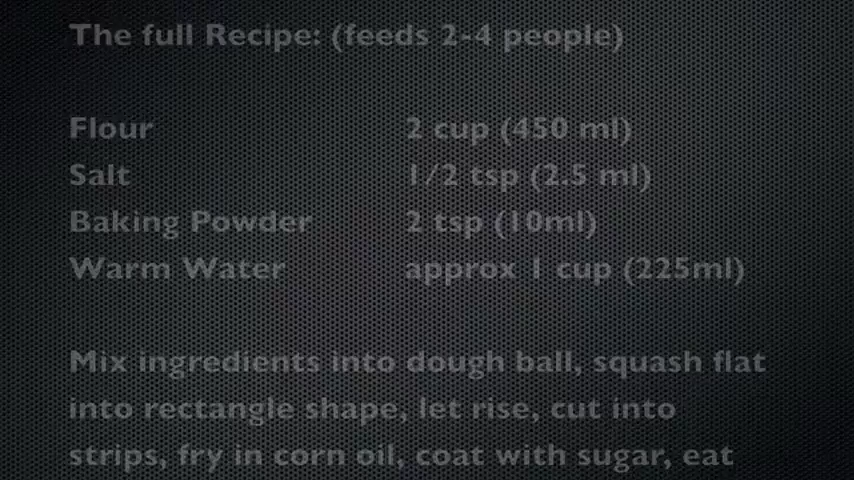 The full Recipe: (feeds 2-4 people)
Flour 2 cup (450 ml)
Salt 1/2 tsp (2.5 ml)
Baking Powder 2 tsp (10ml)
Warm Water approx 1 cup (225ml)
Mix ingredients into dough ball, squash flat
into rectangle shape, let rise, cut into
strips, fry in corn oil, coat with sugar, eat